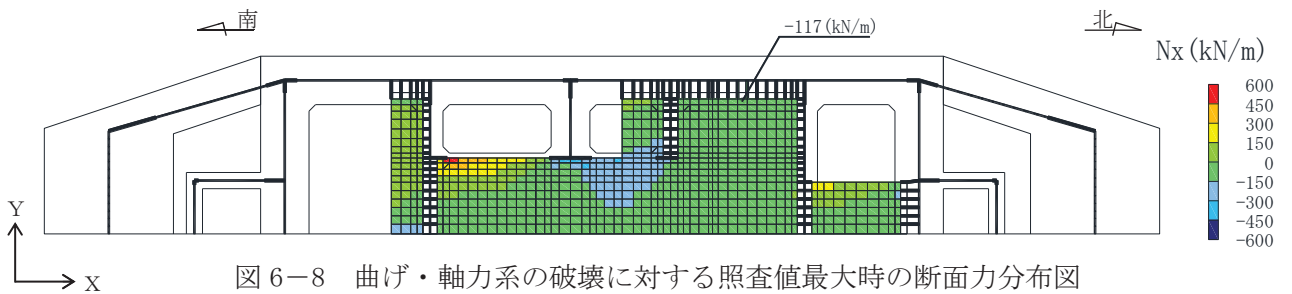 南
-117(kN/m)
北
Nx(kN/m)
600
450
300
150
0
-150
-300
-450
-600
Y
X
図6-8 曲げ・軸力系の破壊に対する照査値最大時の断面力分布図